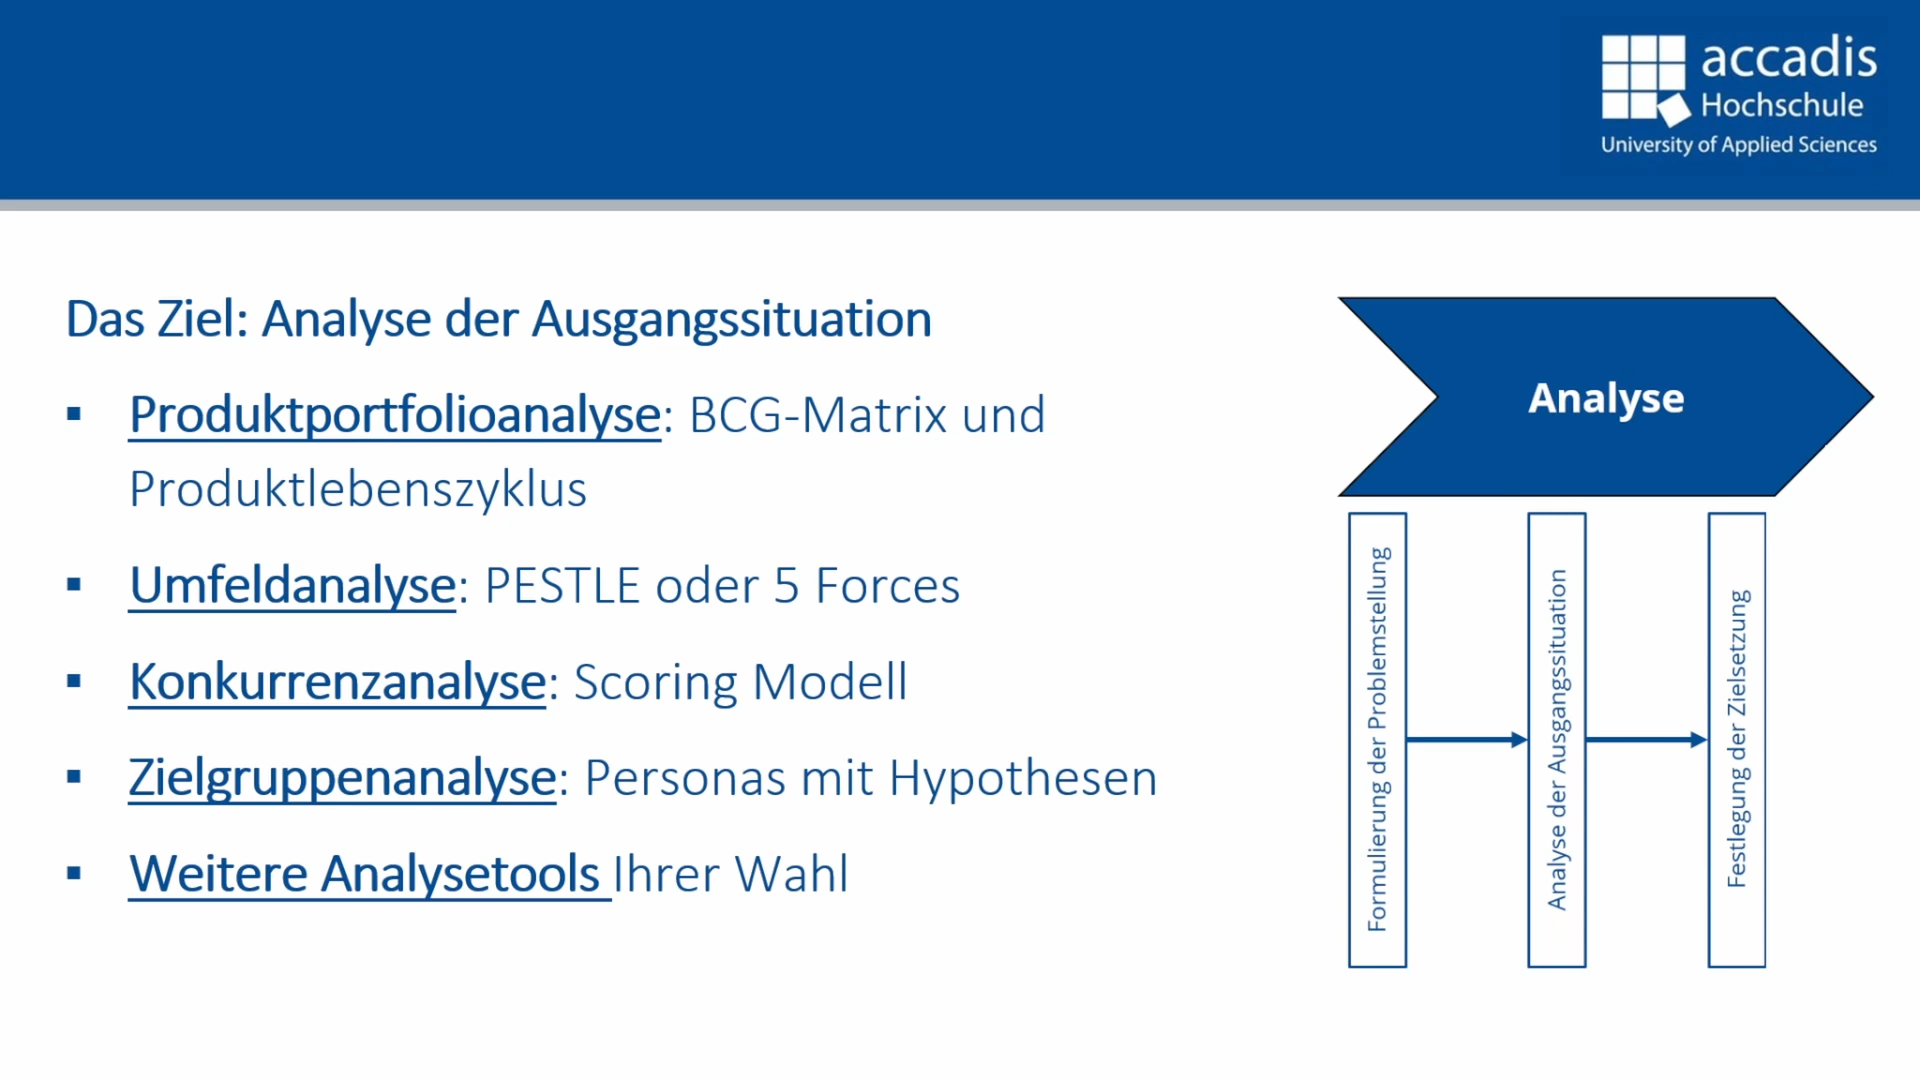 accadis
Hochschule
University of Applied Sciences
Das Ziel: Analyse der Ausgangssituation
▪ Produktportfolioanalyse: BCG-Matrix und
Produktlebenszyklus
▪ Umfeldanalyse: PESTLE oder 5 Forces
▪ Konkurrenzanalyse: Scoring Modell
▪ Zielgruppenanalyse: Personas mit Hypothesen
▪ Weitere Analysetools Ihrer Wahl
Analyse
Formulierung der Problemstellung
Analyse der Ausgangssituation
Festlegung der Zielsetzung